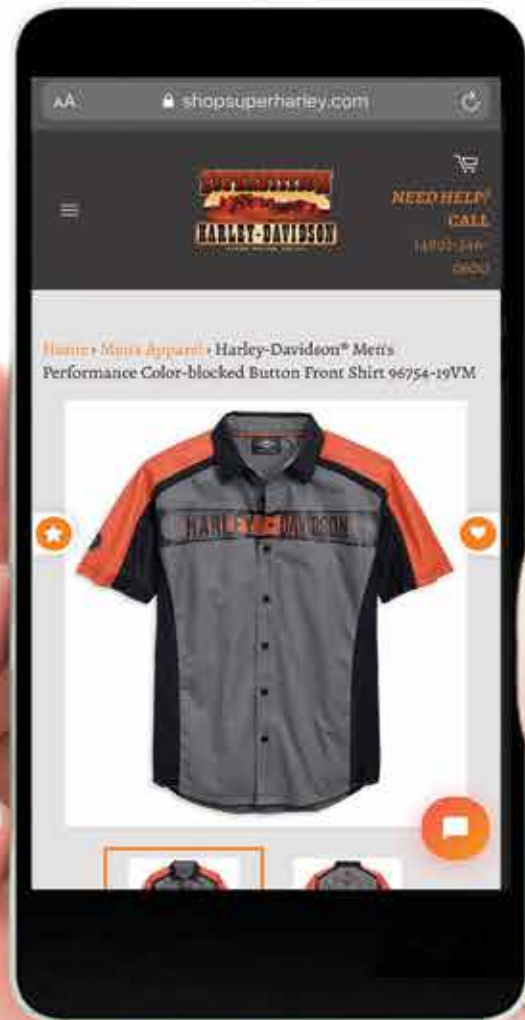 AA shopsuperharley.com
HARLEY-DAVIDSON
NEED HELP?
CALL
Home › Men's Apparel › Harley-Davidson® Men's
Performance Color-blocked Button Front Shirt 96754-19VM
HARLEY-DAVIDSON